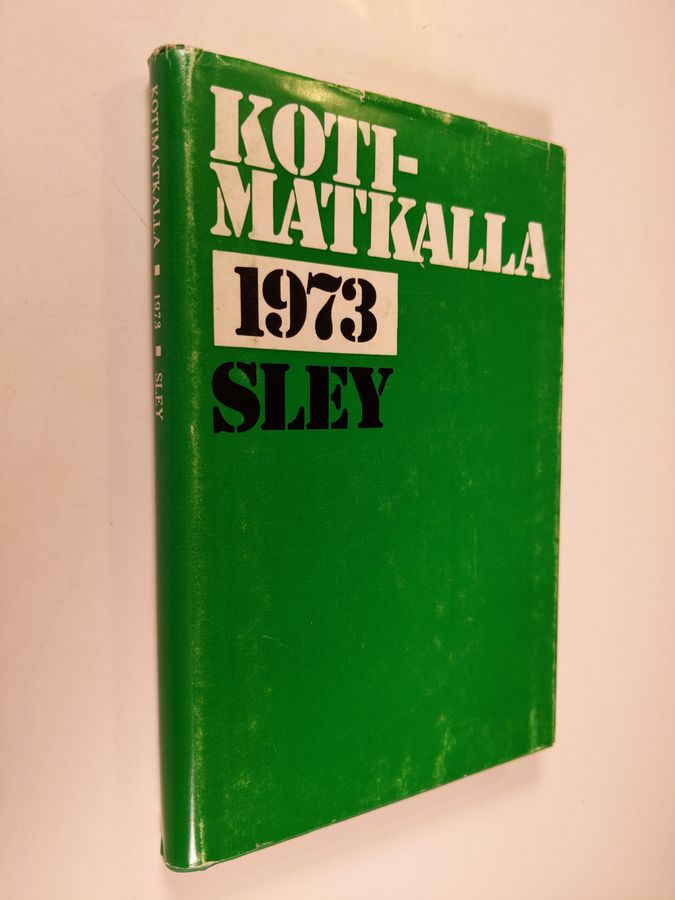 KOTI-
MATKALLA
1973
SLEY
KOTIMATKALLA ■ 1973 ■ SLEY